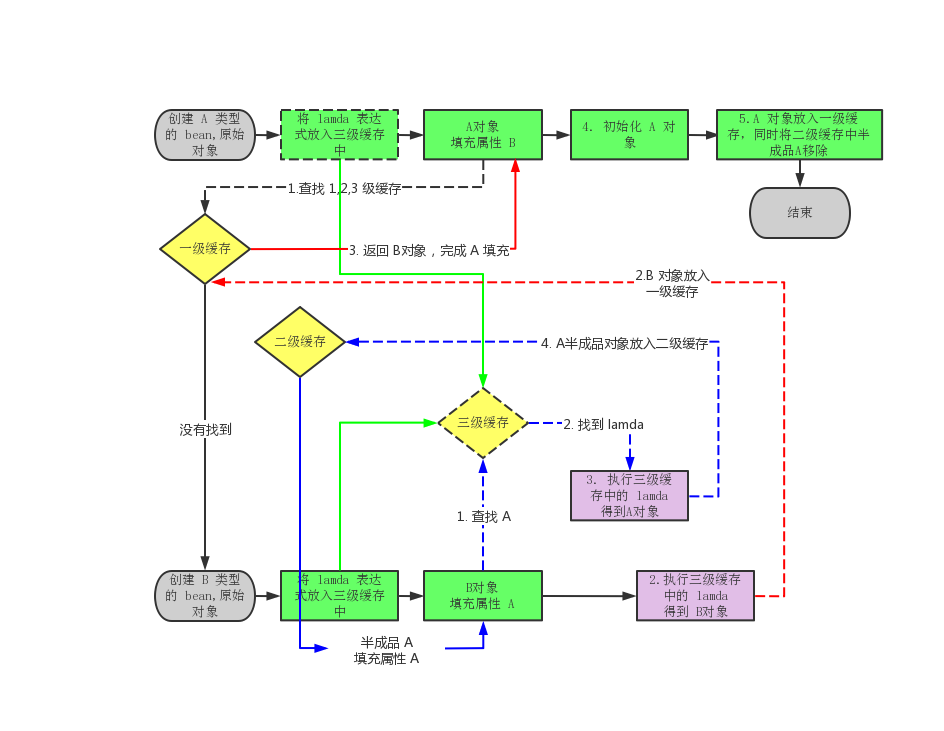 创建 A 类型
的 bean,原始
对象
将 lamda 表达
式放入三级缓存
中
A对象
填充属性 B
4. 初始化 A 对
象
5.A 对象放入一级缓
存，同时将二级缓存中半
成品A移除
1.查找 1,2,3 级缓存
结束
一级缓存
3. 返回 B对象，完成 A 填充
2.B 对象放入
一级缓存
二级缓存
4. A半成品对象放入二级缓存
没有找到
三级缓存
2. 找到 lamda
3. 执行三级缓
存中的 lamda
得到A对象
1. 查找 A
创建 B 类型
的 bean,原始
对象
将 lamda 表达
式放入三级缓存
中
B对象
填充属性 A
2.执行三级缓存
中的 lamda
得到 B对象
半成品 A
填充属性 A